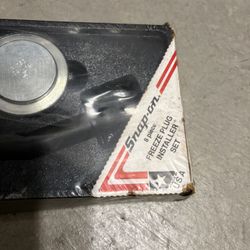 Snap-on
8 piece
FREEZE PLUG
INSTALLER
SET
USA